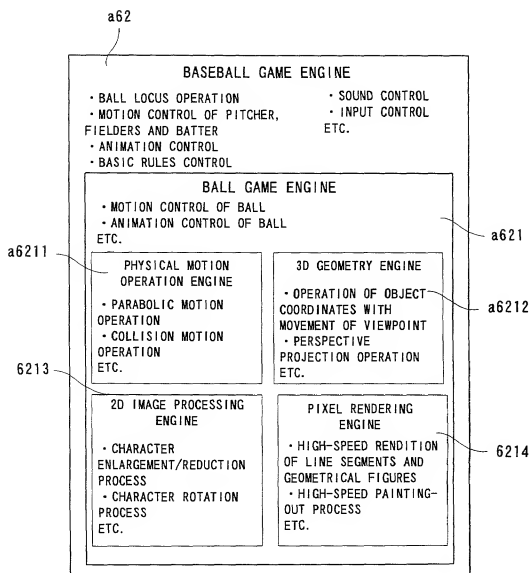 a62
BASEBALL GAME ENGINE
・BALL LOCUS OPERATION
・MOTION CONTROL OF PITCHER,
FIELDERS AND BATTER
・ANIMATION CONTROL
・BASIC RULES CONTROL
・SOUND CONTROL
・INPUT CONTROL
ETC.
BALL GAME ENGINE
・MOTION CONTROL OF BALL
・ANIMATION CONTROL OF BALL
ETC.
a621
a6211
PHYSICAL MOTION
OPERATION ENGINE
・PARABOLIC MOTION
OPERATION
・COLLISION MOTION
OPERATION
ETC.
3D GEOMETRY ENGINE
・OPERATION OF OBJECT
COORDINATES WITH
MOVEMENT OF VIEWPOINT
・PERSPECTIVE
PROJECTION OPERATION
ETC.
a6212
6213
2D IMAGE PROCESSING
ENGINE
・CHARACTER
ENLARGEMENT/REDUCTION
PROCESS
・CHARACTER ROTATION
PROCESS
ETC.
PIXEL RENDERING
ENGINE
・HIGH-SPEED RENDITION
OF LINE SEGMENTS AND
GEOMETRICAL FIGURES
・HIGH-SPEED PAINTING-
OUT PROCESS
ETC.
6214